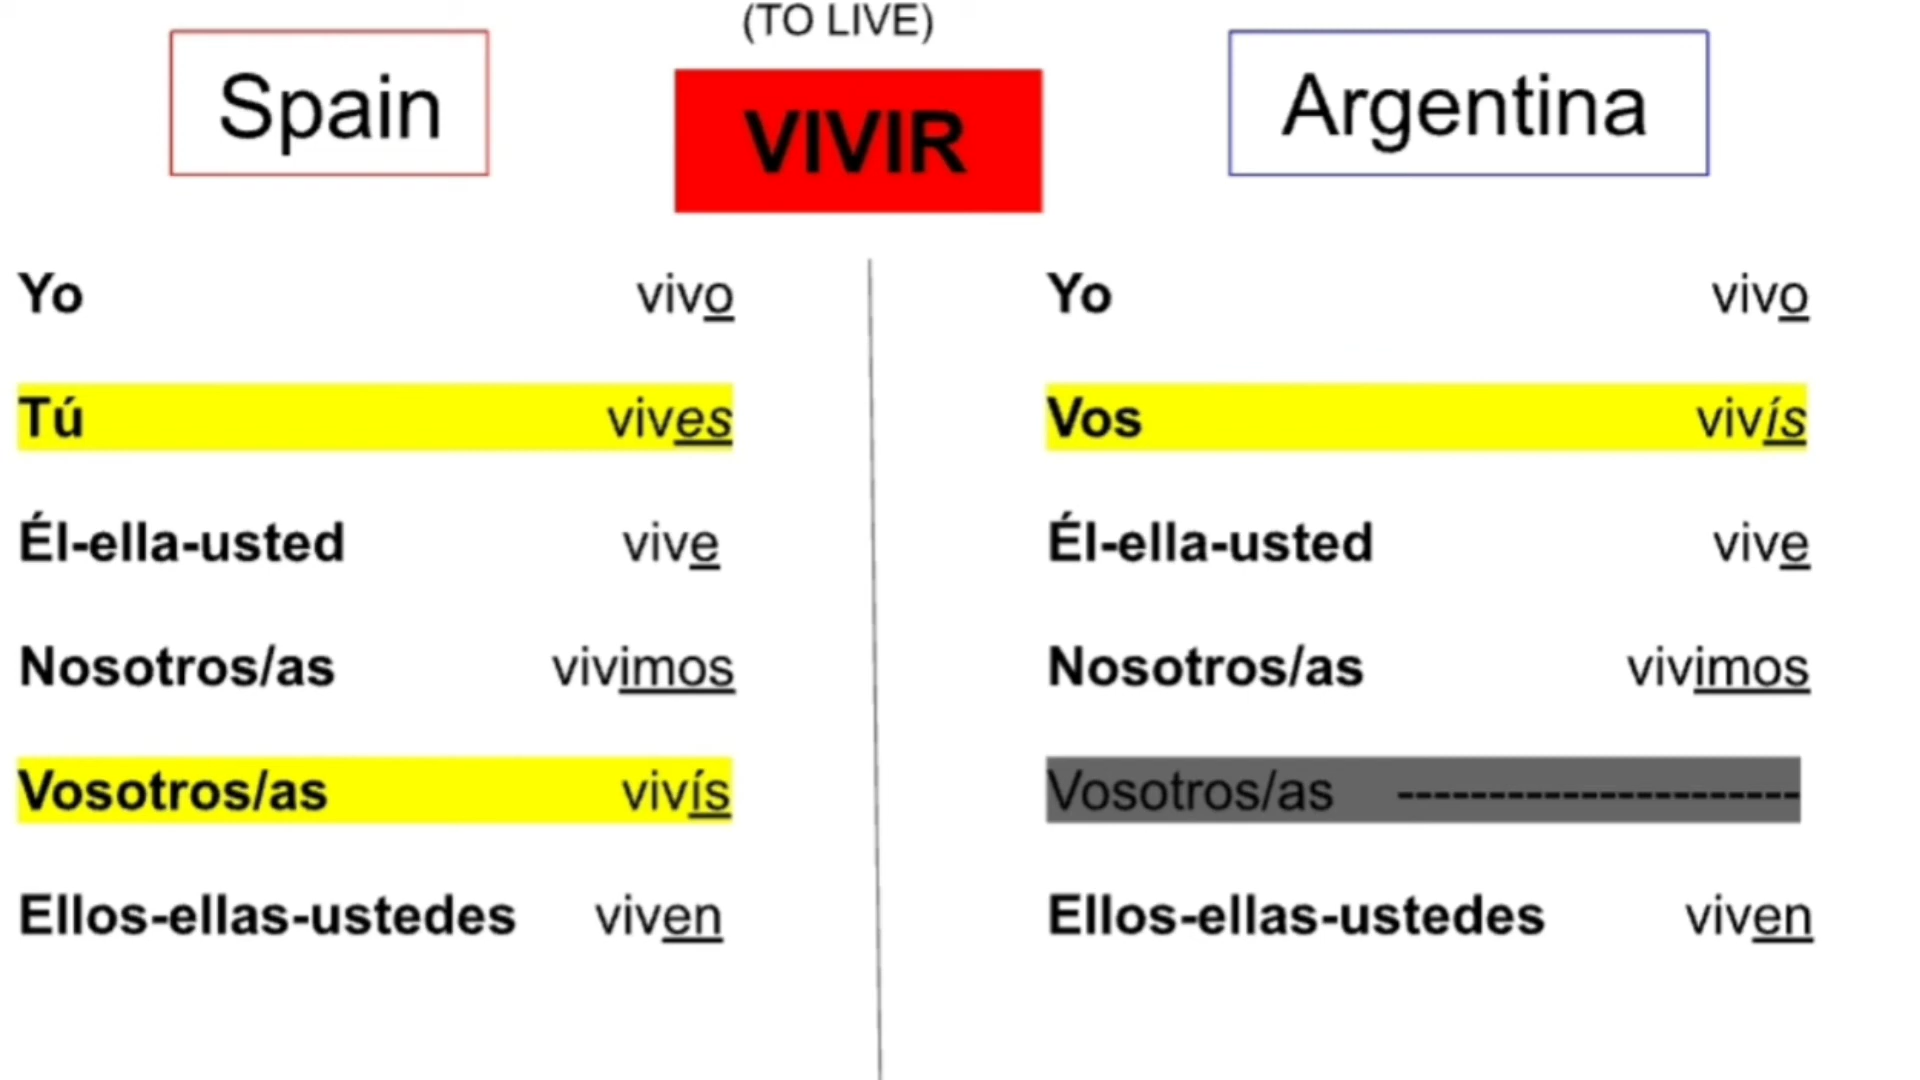 (TO LIVE)
Spain
VIVIR
Argentina
Yo vivo
Tú vives
Él-ella-usted vive
Nosotros/as vivimos
Vosotros/as vivís
Ellos-ellas-ustedes viven
Yo vivo
Vos vivís
Él-ella-usted vive
Nosotros/as vivimos
Vosotros/as ----------------------
Ellos-ellas-ustedes viven